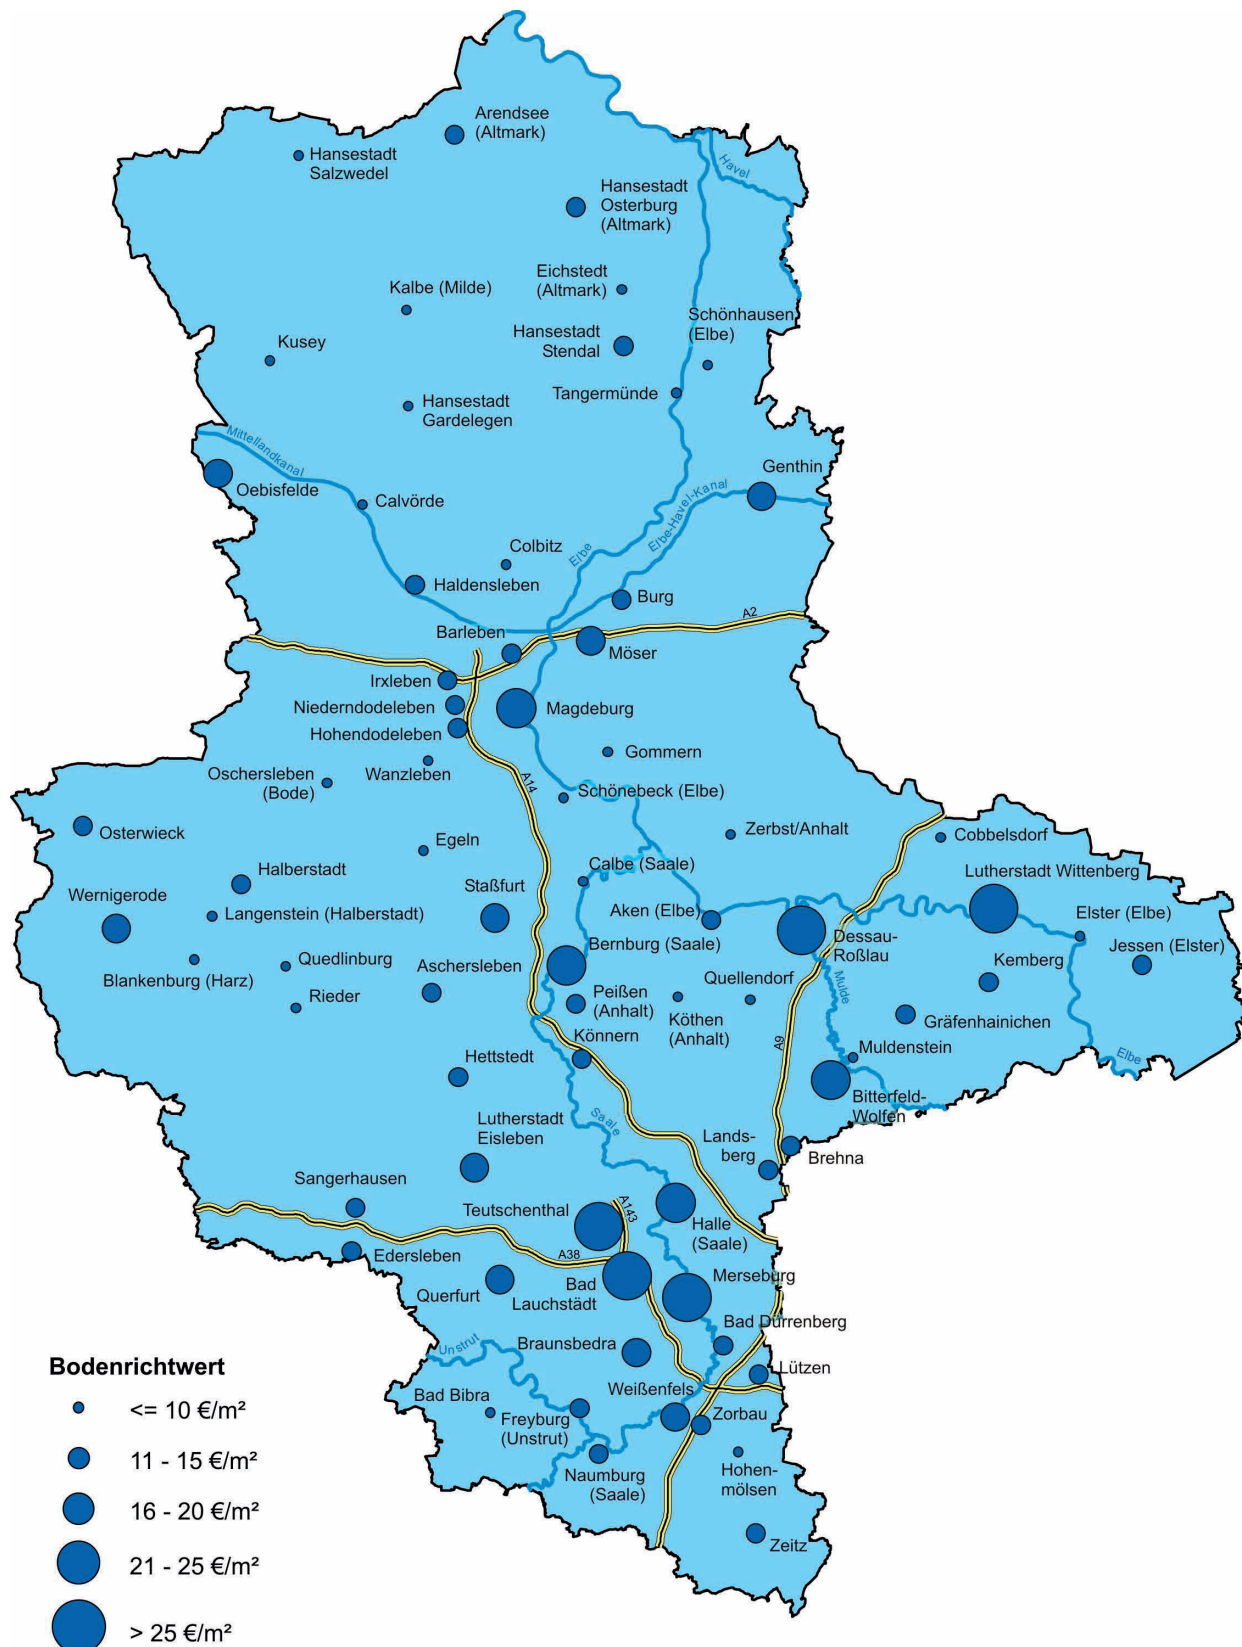 Arendsee
(Altmark)
Hansestadt
Salzwedel
Havel
Hansestadt
Osterburg
(Altmark)
Eichstedt
(Altmark)
Kalbe (Milde)
Schönhausen
(Elbe)
Hansestadt
Stendal
Kusey
Tangermünde
Hansestadt
Gardelegen
Mittellandkanal
Genthin
Oebisfelde
Calvörde
Elbe-Havel-Kanal
Colbitz
Elbe
Haldensleben
Burg
A2
Barleben
Möser
Irxleben
Niederndodeleben
Magdeburg
Hohendodeleben
Gommern
Wanzleben
Oschersleben
(Bode)
A14
Schönebeck (Elbe)
Osterwieck
Zerbst/Anhalt
Cobbelsdorf
Egeln
Calbe (Saale)
Halberstadt
Lutherstadt Wittenberg
Wernigerode
Staßfurt
Langenstein (Halberstadt)
Aken (Elbe)
Elster (Elbe)
Dessau-
Roßlau
Bernburg (Saale)
Jessen (Elster)
Quedlinburg
Aschersleben
Kemberg
Blankenburg (Harz)
Quellendorf
Mulde
Rieder
Peißen
(Anhalt)
Köthen
(Anhalt)
Gräfenhainichen
Könnern
A9
Muldenstein
Elbe
Hettstedt
Bitterfeld-
Wolfen
Lutherstadt
Eisleben
Saale
Lands-
berg
Brehna
Sangerhausen
Teutschenthal
A143
Halle
(Saale)
Edersleben
A38
Querfurt
Bad
Lauchstädt
Merseburg
Bad Dürrenberg
Unstrut
Braunsbedra
Lützen
Bodenrichtwert
Weißenfels
Bad Bibra
Freyburg
(Unstrut)
Zorbau
<= 10 €/m²
11 - 15 €/m²
Naumburg
(Saale)
Hohen-
mölsen
16 - 20 €/m²
Zeitz
21 - 25 €/m²
> 25 €/m²